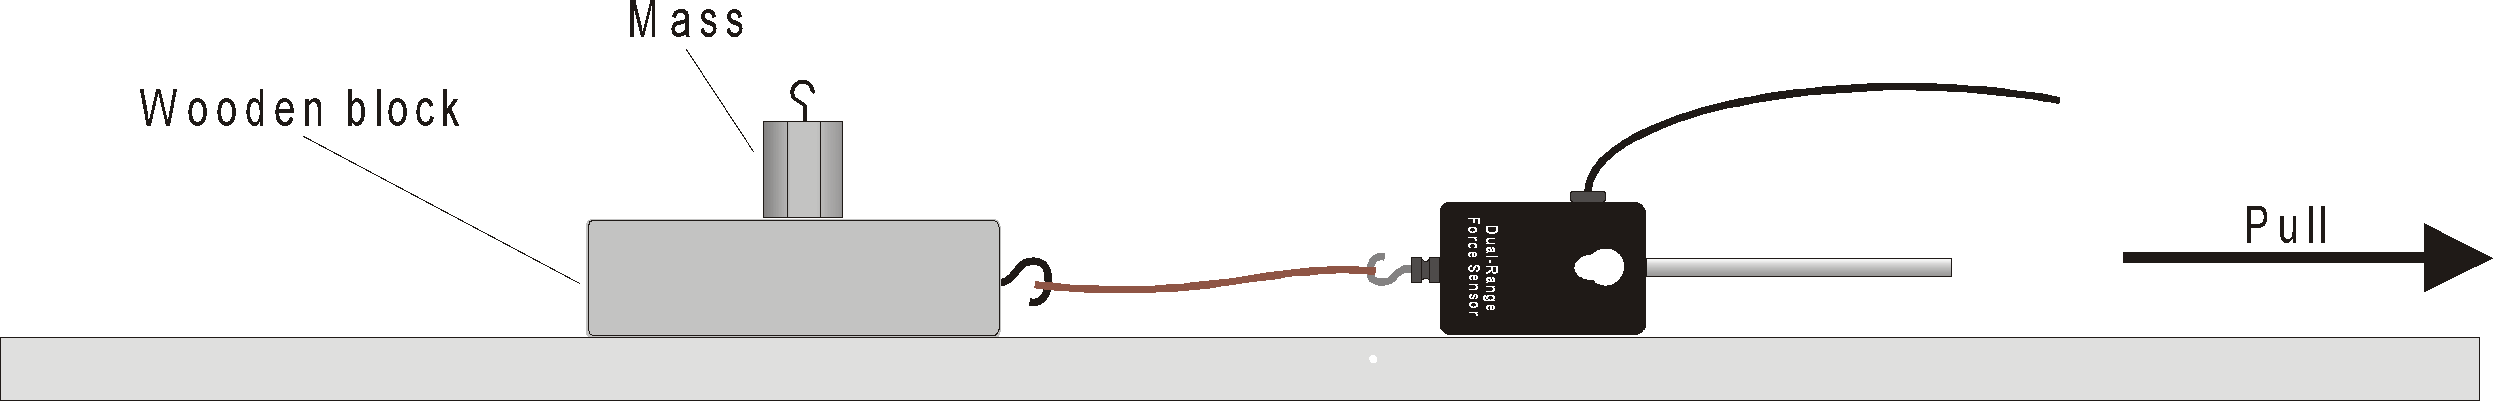 Mass
Wooden block
Dual-Range
Force Sensor
Pull